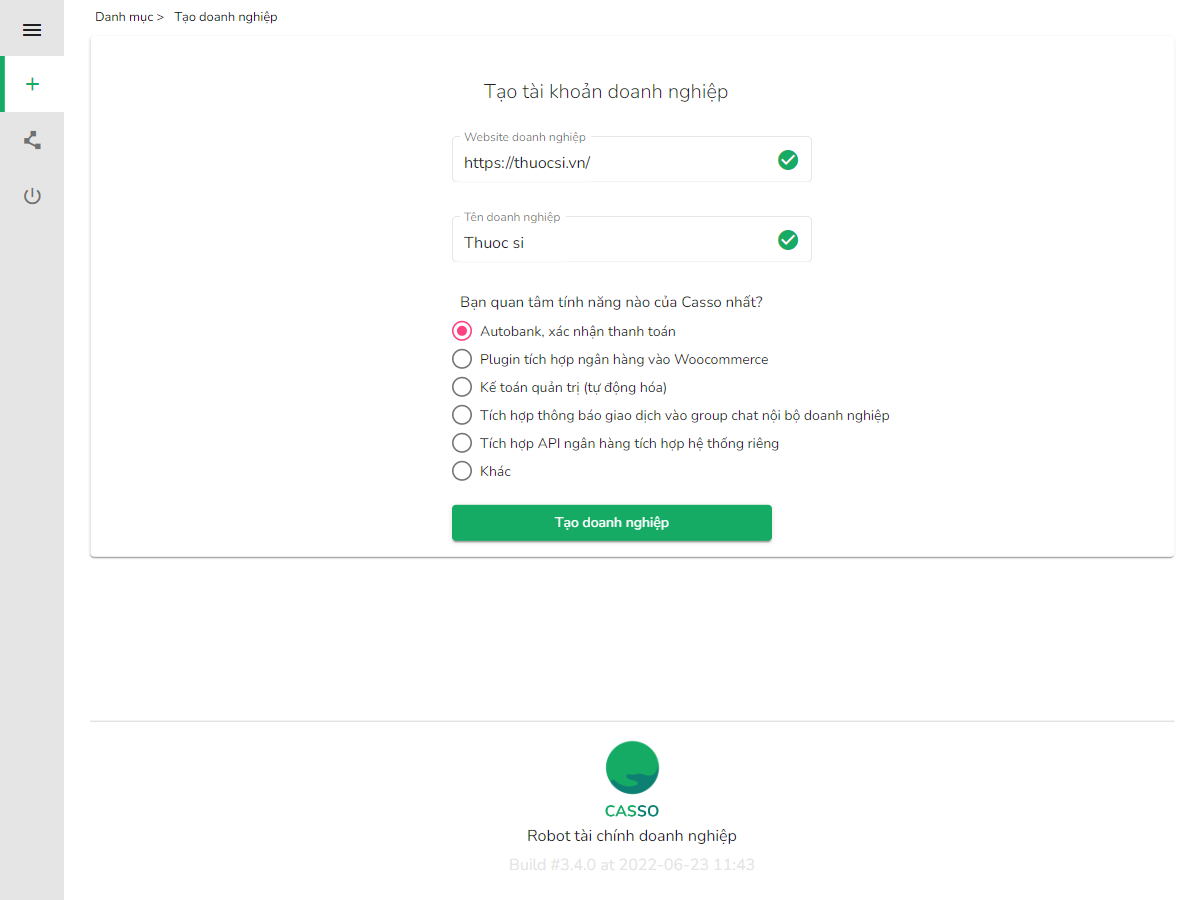 Danh mục > Tạo doanh nghiệp
Tạo tài khoản doanh nghiệp
Website doanh nghiệp
https://thuocsi.vn/
Tên doanh nghiệp
Thuoc si
Bạn quan tâm tính năng nào của Casso nhất?
Autobank, xác nhận thanh toán
Plugin tích hợp ngân hàng vào Woocommerce
Kế toán quản trị (tự động hóa)
Tích hợp thông báo giao dịch vào group chat nội bộ doanh nghiệp
Tích hợp API ngân hàng tích hợp hệ thống riêng
Khác
Tạo doanh nghiệp
CASSO
Robot tài chính doanh nghiệp
Build #3.4.0 at 2022-06-23 11:43